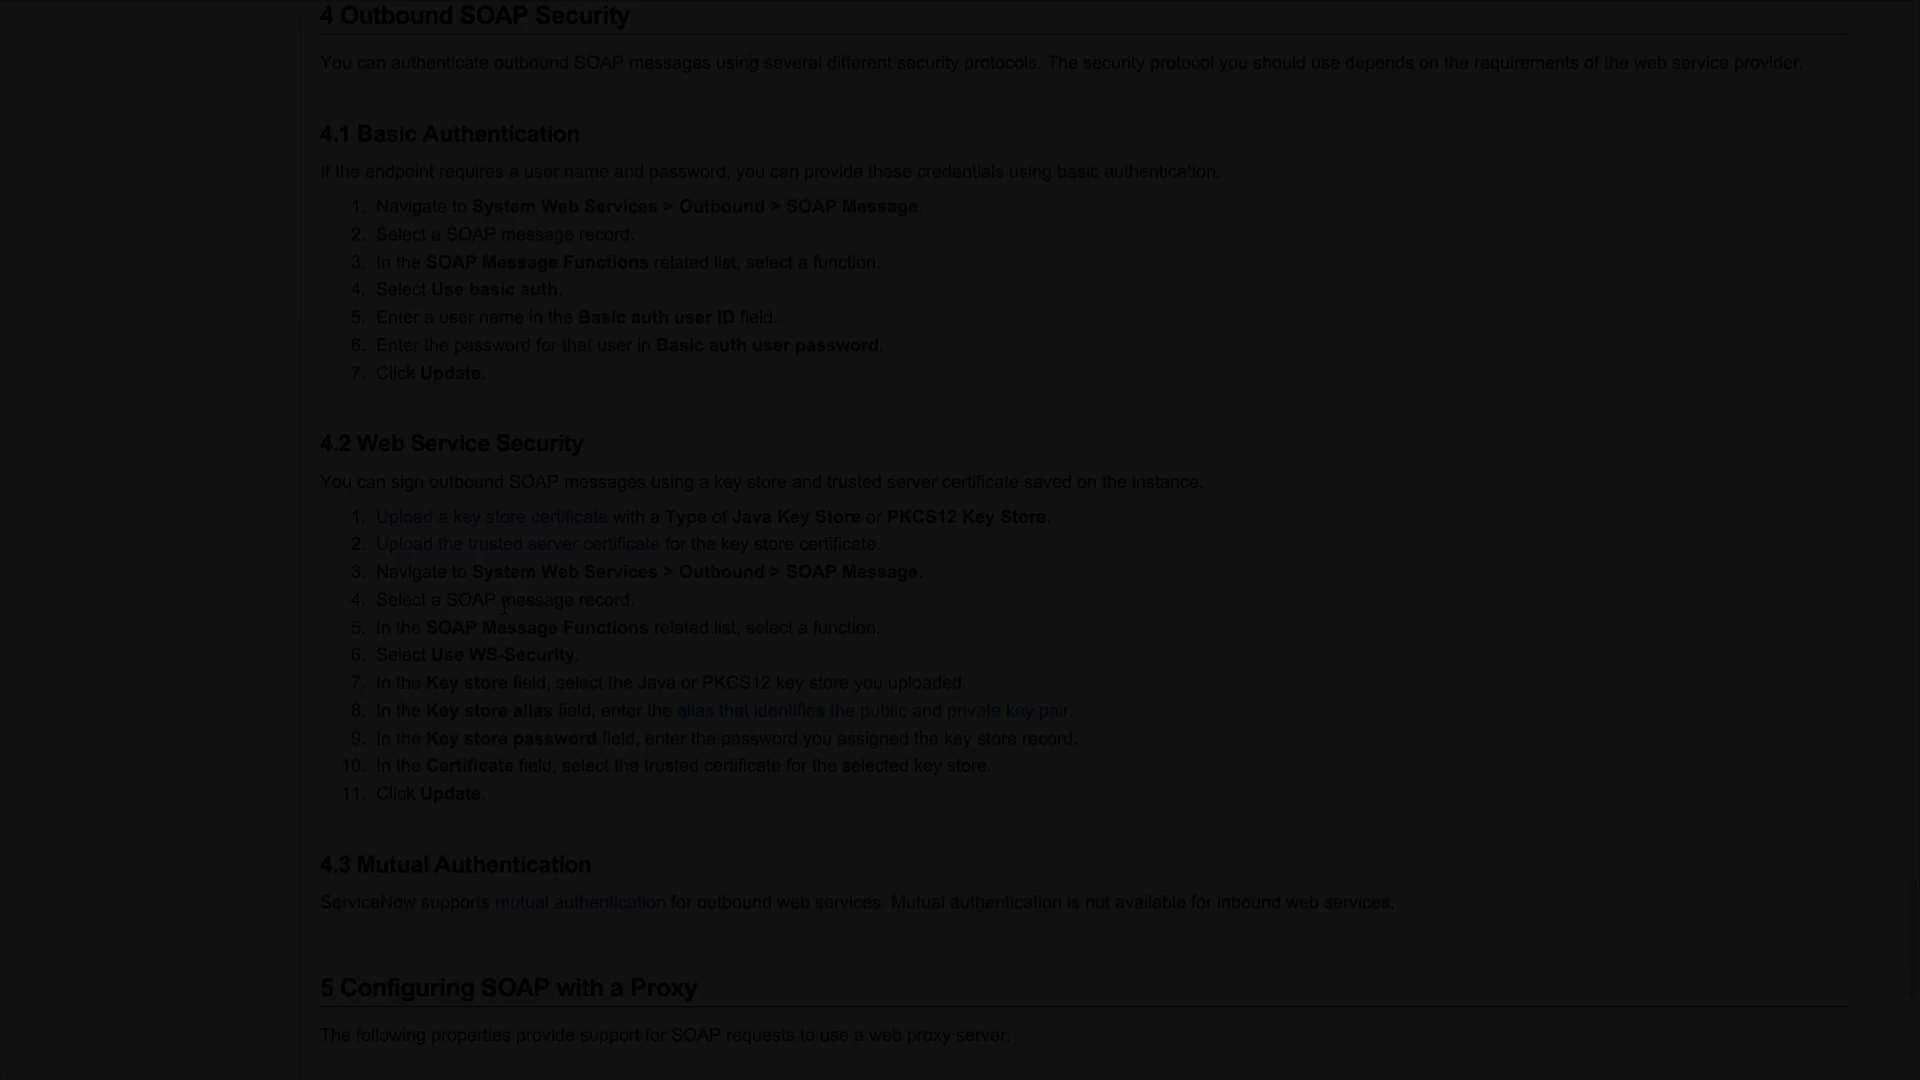 4 Outbound SOAP Security
You can authenticate outbound SOAP messages using several different security protocols. The security protocol you should use depends on the requirements of the web service provider.
4.1 Basic Authentication
If the endpoint requires a user name and password, you can provide these credentials using basic authentication.
1. Navigate to System Web Services > Outbound > SOAP Message.
2. Select a SOAP message record.
3. In the SOAP Message Functions related list, select a function.
4. Select Use basic auth.
5. Enter a user name in the Basic auth user ID field.
6. Enter the password for that user in Basic auth user password.
7. Click Update.
4.2 Web Service Security
You can sign outbound SOAP messages using a key store and trusted server certificate saved on the instance.
1. Upload a key store certificate with a Type of Java Key Store or PKCS12 Key Store.
2. Upload the trusted server certificate for the key store certificate.
3. Navigate to System Web Services > Outbound > SOAP Message.
4. Select a SOAP message record.
5. In the SOAP Message Functions related list, select a function.
6. Select Use WS-Security.
7. In the Key store field, select the Java or PKCS12 key store you uploaded.
8. In the Key store alias field, enter the alias that identifies the public and private key pair.
9. In the Key store password field, enter the password you assigned the key store record.
10. In the Certificate field, select the trusted certificate for the selected key store.
11. Click Update.
4.3 Mutual Authentication
ServiceNow supports mutual authentication for outbound web services. Mutual authentication is not available for inbound web services.
5 Configuring SOAP with a Proxy
The following properties provide support for SOAP requests to use a web proxy server.